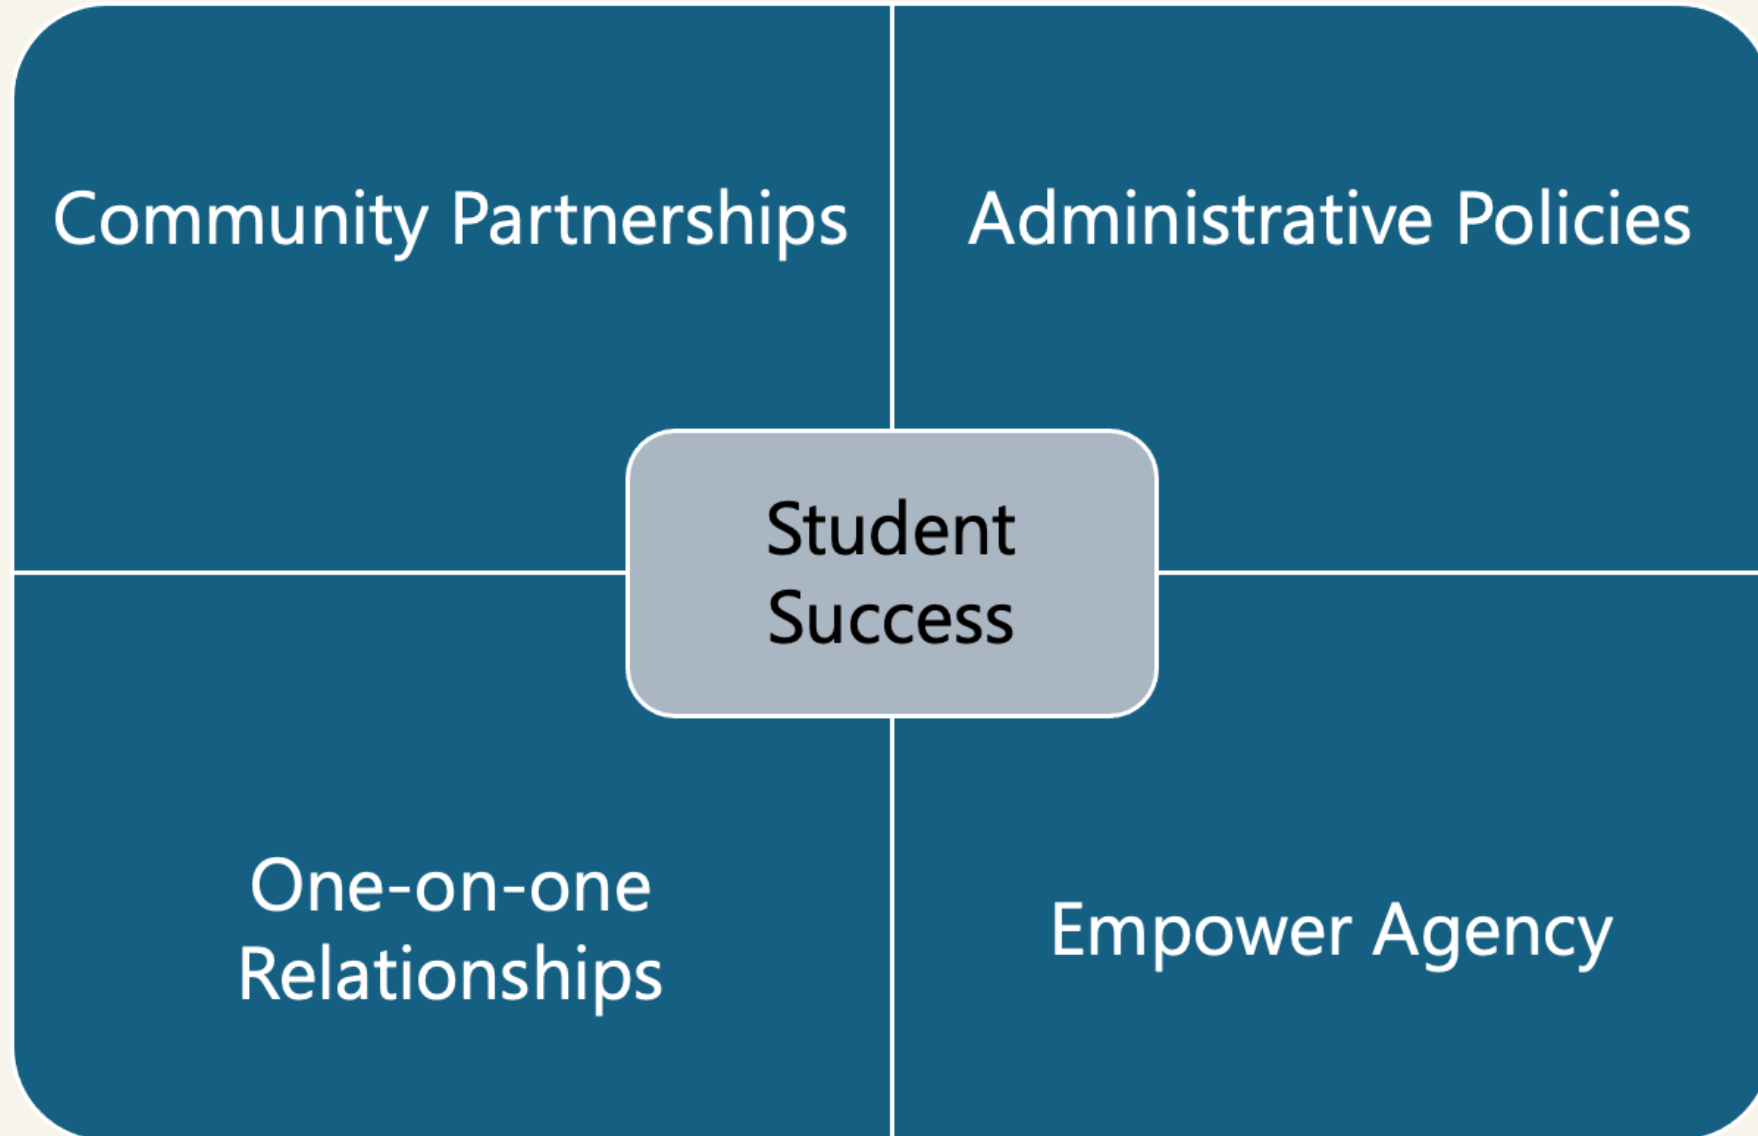 Community Partnerships
Administrative Policies
Student
Success
One-on-one
Relationships
Empower Agency